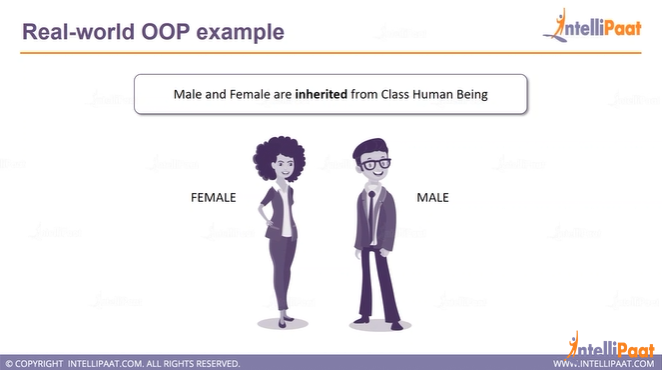 Real-world OOP example
IntelliPaat
Male and Female are inherited from Class Human Being
FEMALE
MALE
IntelliPaat
© COPYRIGHT INTELLIPAAT.COM. ALL RIGHTS RESERVED.
WWW.INTELLIPAAT.COM